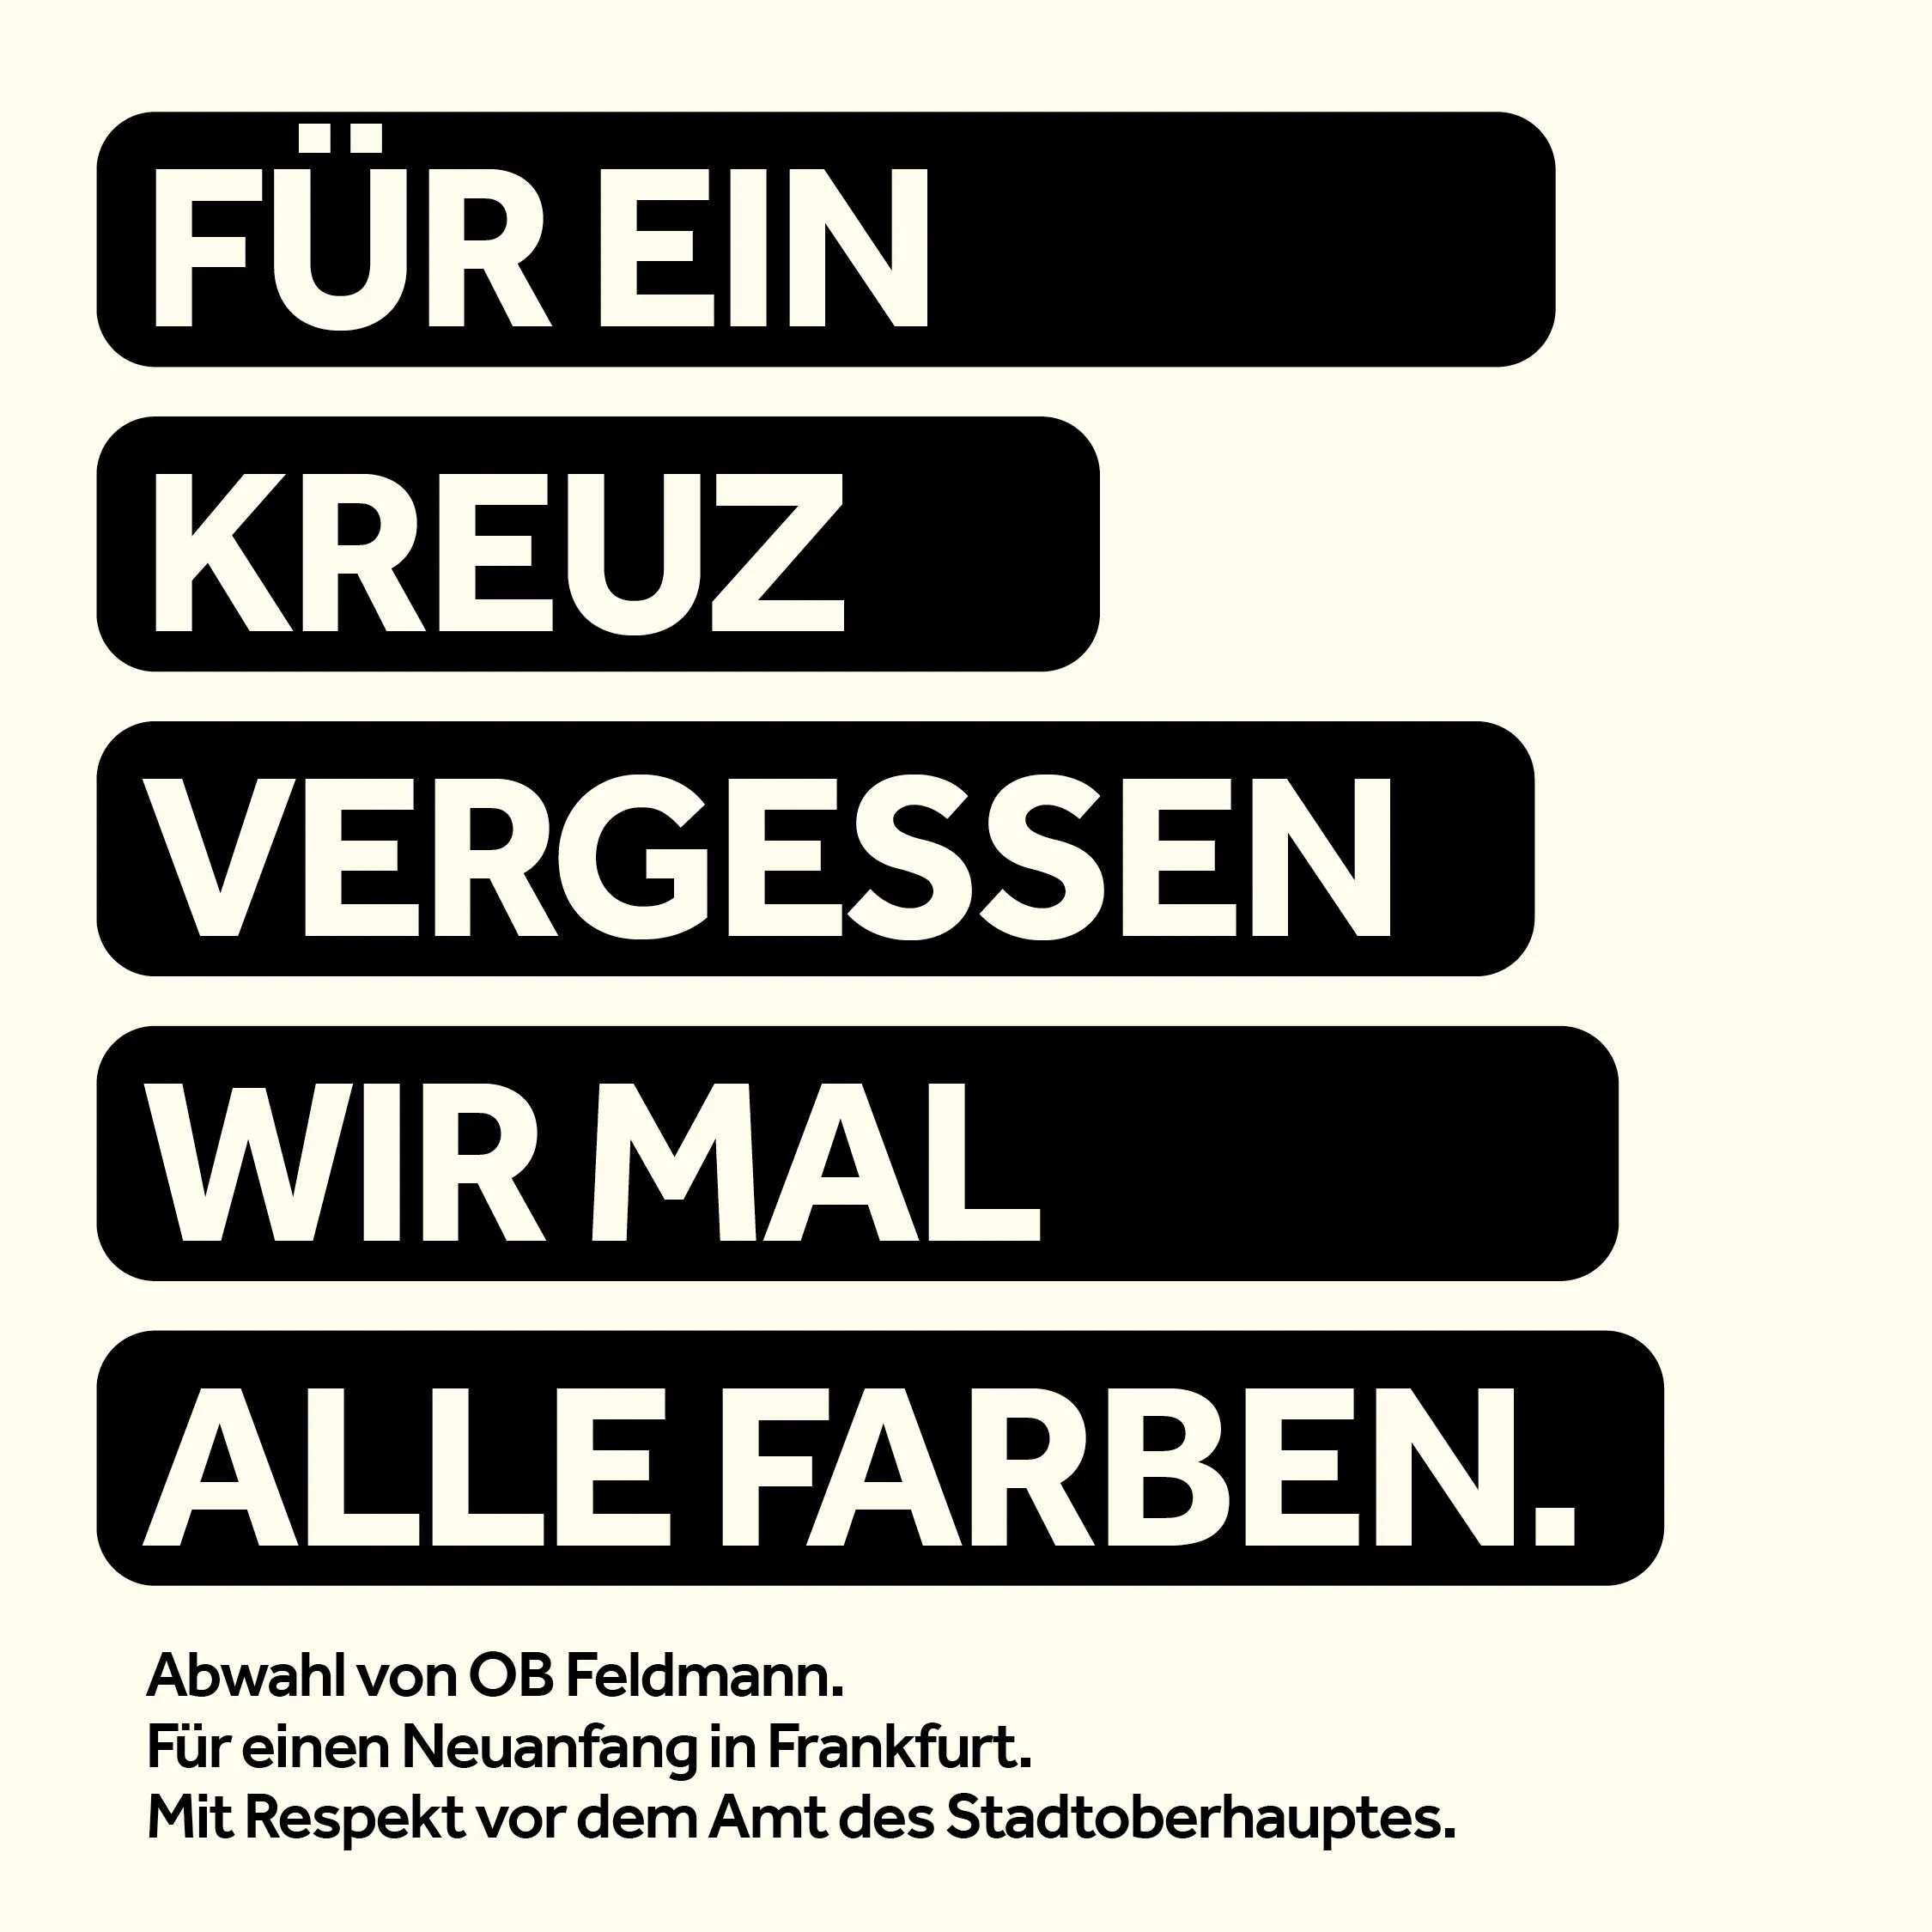 FÜR EIN
KREUZ
VERGESSEN
WIR MAL
ALLE FARBEN.
Abwahl von OB Feldmann.
Für einen Neuanfang in Frankfurt.
Mit Respekt vor dem Amt des Stadtoberhauptes.